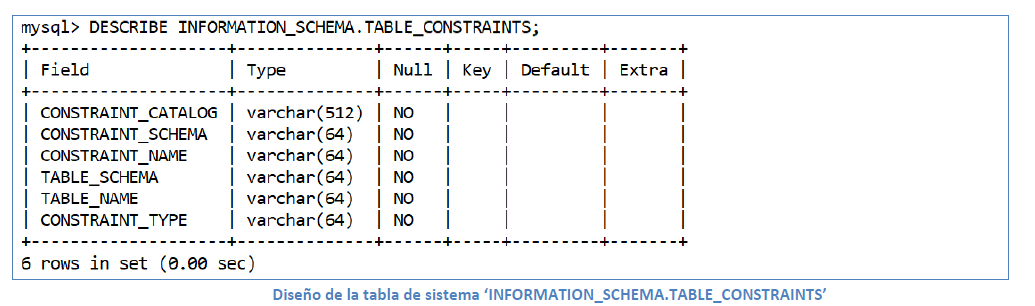 mysql> DESCRIBE INFORMATION_SCHEMA.TABLE_CONSTRAINTS;
+--------------------+--------------+------+-----+---------+-------+
| Field              | Type         | Null | Key | Default | Extra |
+--------------------+--------------+------+-----+---------+-------+
| CONSTRAINT_CATALOG | varchar(512) | NO   |     |         |       |
| CONSTRAINT_SCHEMA  | varchar(64)  | NO   |     |         |       |
| CONSTRAINT_NAME    | varchar(64)  | NO   |     |         |       |
| TABLE_SCHEMA       | varchar(64)  | NO   |     |         |       |
| TABLE_NAME         | varchar(64)  | NO   |     |         |       |
| CONSTRAINT_TYPE    | varchar(64)  | NO   |     |         |       |
+--------------------+--------------+------+-----+---------+-------+
6 rows in set (0.00 sec)
Diseño de la tabla de sistema ‘INFORMATION_SCHEMA.TABLE_CONSTRAINTS’